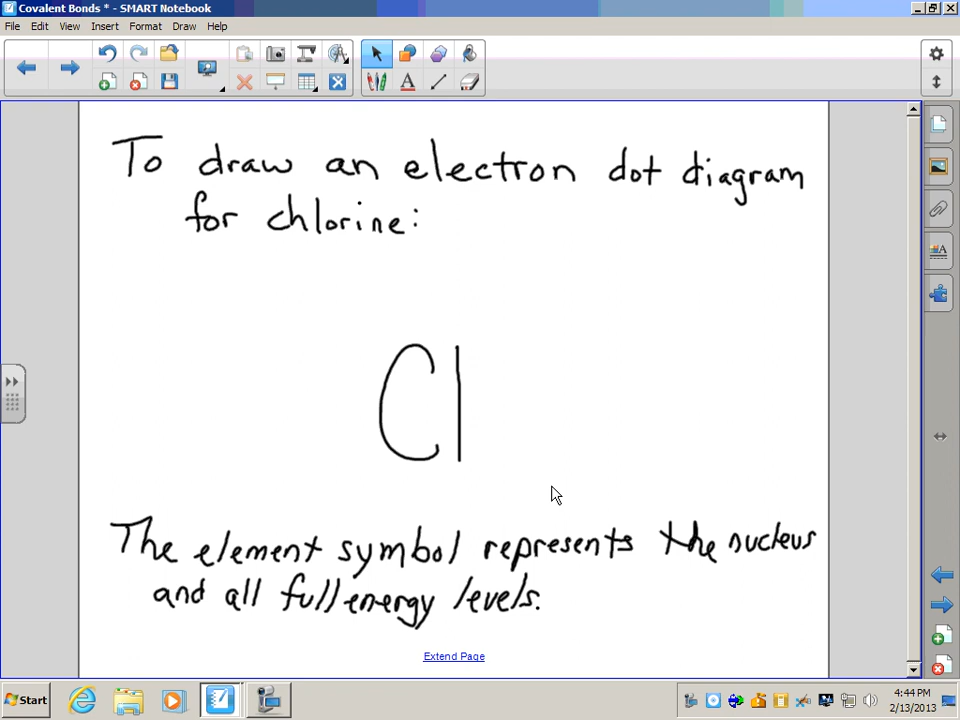 Covalent Bonds * - SMART Notebook
File Edit View Insert Format Draw Help
To draw an electron dot diagram
for chlorine:
Cl
The element symbol represents the nucleus
and all full energy levels.
Extend Page
Start
4:44 PM
2/13/2013